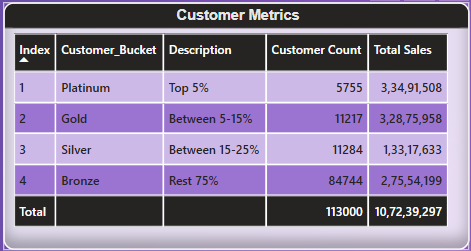 Customer Metrics
Index Customer_Bucket Description Customer Count Total Sales
1 Platinum Top 5% 5755 3,34,91,508
2 Gold Between 5-15% 11217 3,28,75,958
3 Silver Between 15-25% 11284 1,33,17,633
4 Bronze Rest 75% 84744 2,75,54,199
Total 113000 10,72,39,297